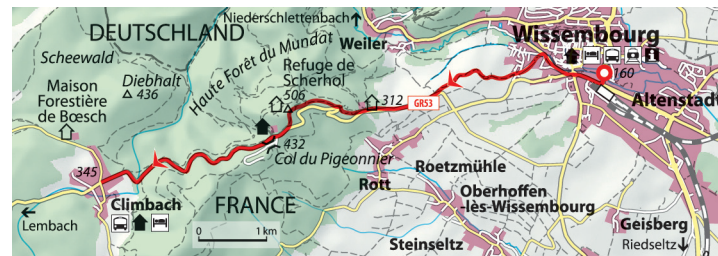 DEUTSCHLAND
Niederschlettenbach
Wissembourg
Weiler
Scheewald
Haute Forêt du Mundat
Refuge de
Scherhol
506
Diebhalt
436
160
Maison
Forestière
de Bœsch
312
GR53
Altenstadt
432
Col du Pigeonnier
345
Roetzmühle
Rott
Climbach
Oberhoffen
-lès-Wissembourg
FRANCE
Lembach
Geisberg
0 1 km
Steinseltz
Riedseltz